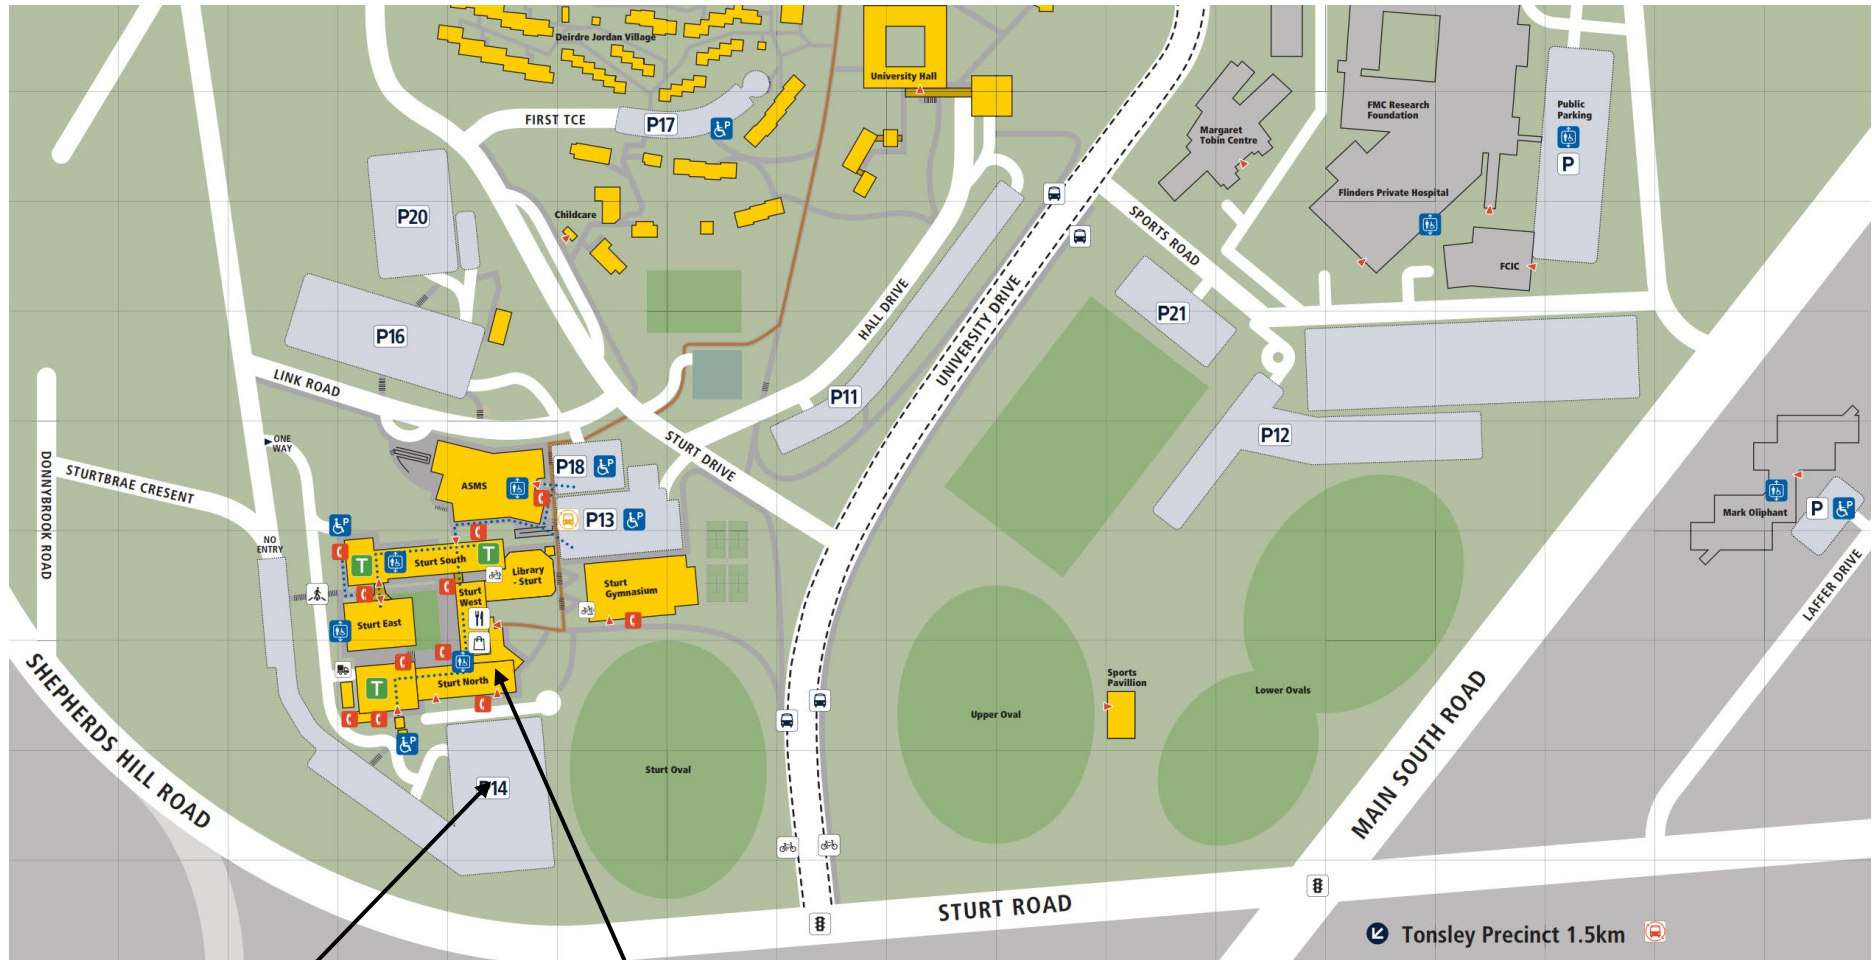 Deirdre Jordan Village
University Hall
FIRST TCE
P17
Margaret
Tobin Centre
FMC Research
Foundation
Public
Parking
P
Flinders Private Hospital
FCIC
P20
Childcare
SPORTS ROAD
P16
HALL DRIVE
UNIVERSITY DRIVE
P21
LINK ROAD
P11
P12
ONE
WAY
STURT DRIVE
DONNYBROOK ROAD
STURTBRAE CRESENT
ASMS
P18
P13
NO
ENTRY
T
Sturt South
T
Library
- Sturt
Sturt
West
Sturt
Gymnasium
Sturt East
T
Sturt North
Mark Oliphant
P
LAFFER DRIVE
SHEPHERDS HILL ROAD
P14
Sturt Oval
Upper Oval
Sports
Pavillion
Lower Ovals
MAIN SOUTH ROAD
STURT ROAD
Tonsley Precinct 1.5km